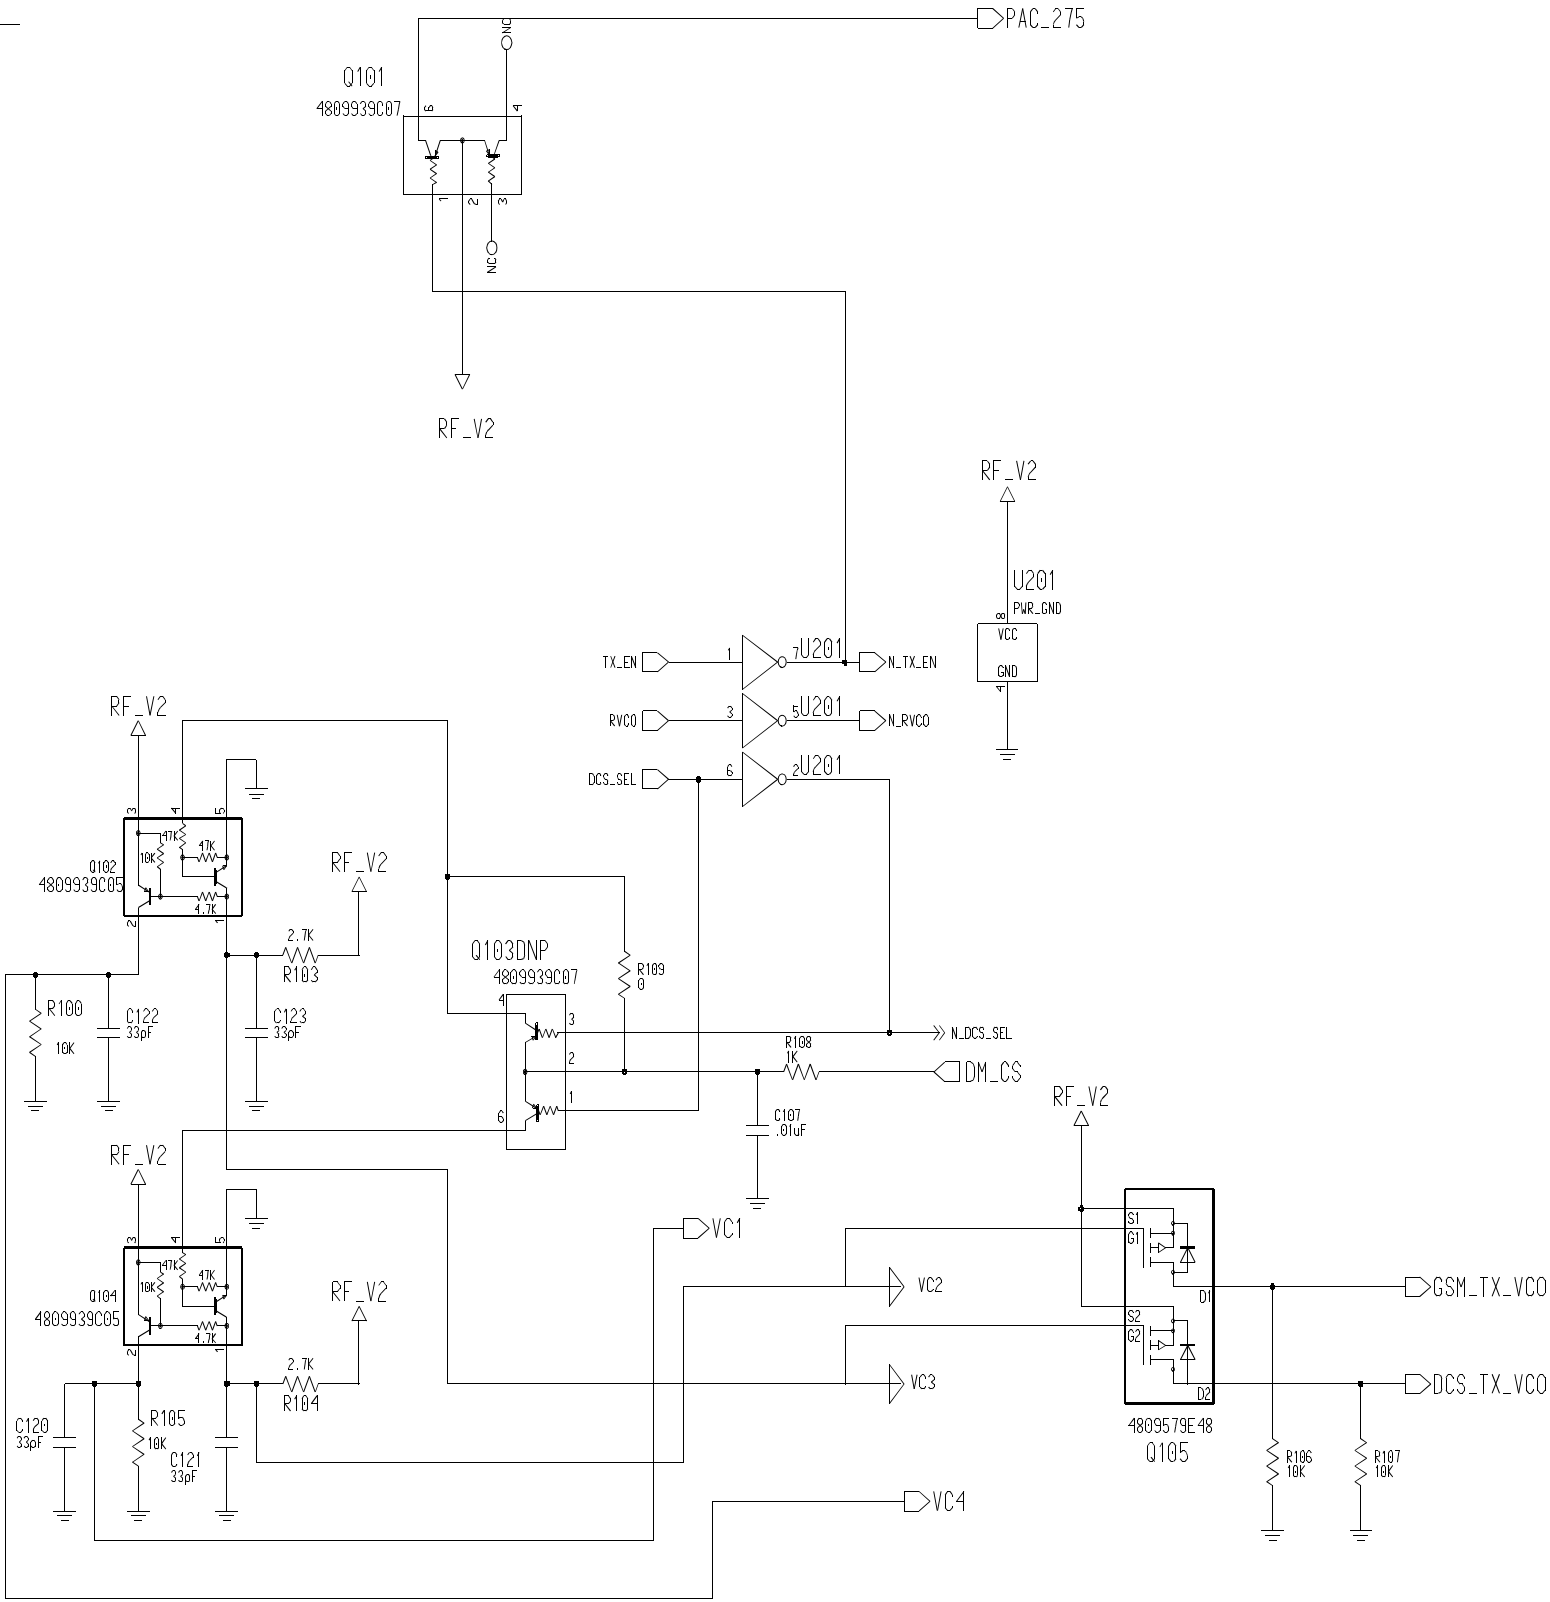 PAC_275
NC
Q101
4809939C07
6
4
1
2
3
NC
RF_V2
RF_V2
U201
PWR_GND
8
VCC
GND
4
TX_EN
1
7
U201
N_TX_EN
RVCO
3
5
U201
N_RVCO
DCS_SEL
6
2
U201
RF_V2
3
4
5
47K
47K
10K
Q102
4809939C05
4.7K
2
1
RF_V2
2.7K
R103
Q103DNP
4809939C07
R109
0
4
3
N_DCS_SEL
R100
10K
C122
33pF
C123
33pF
R108
1K
2
DM_CS
1
6
C107
.01uF
RF_V2
RF_V2
3
4
5
47K
47K
10K
Q104
4809939C05
4.7K
2
1
RF_V2
2.7K
R104
VC1
VC2
VC3
S1
G1
D1
GSM_TX_VCO
S2
G2
D2
DCS_TX_VCO
4809579E48
Q105
C120
33pF
R105
10K
C121
33pF
R106
10K
R107
10K
VC4